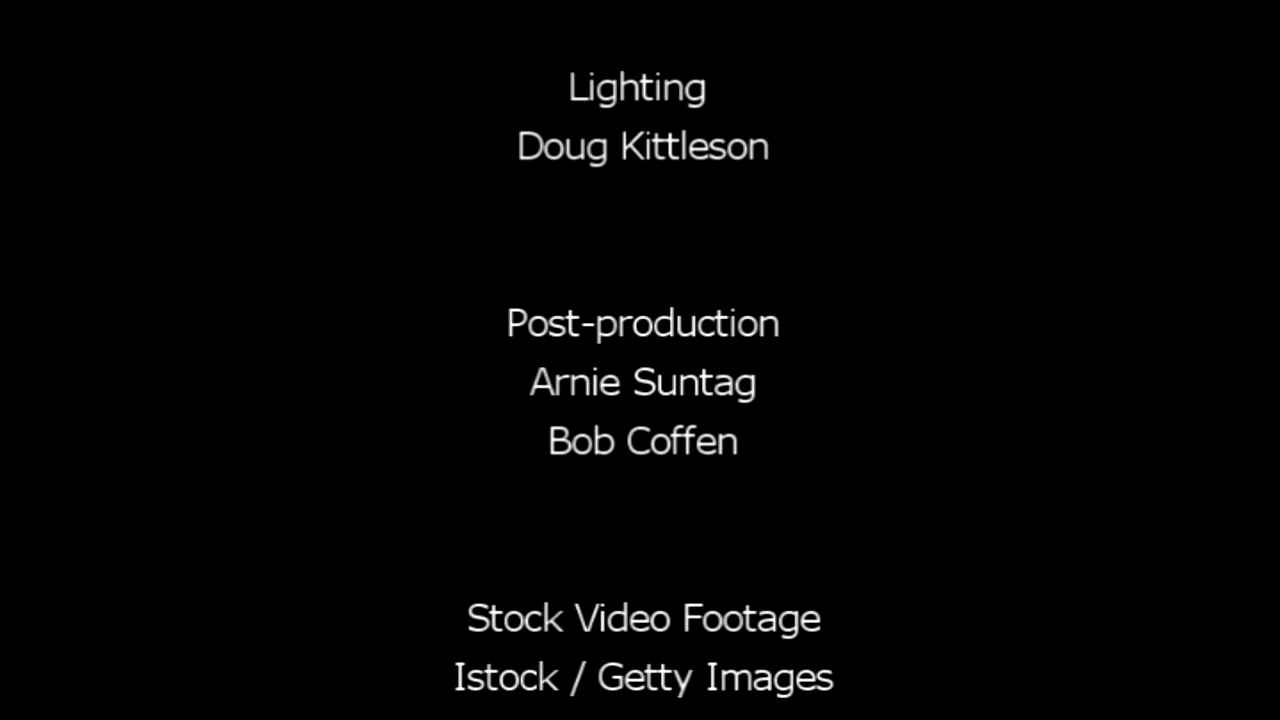 Lighting
Doug Kittleson
Post-production
Arnie Suntag
Bob Coffen
Stock Video Footage
Istock / Getty Images